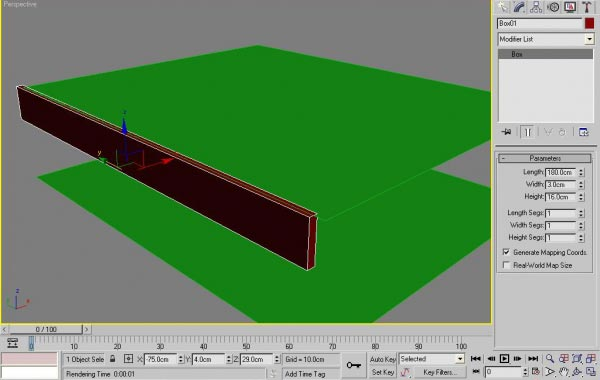 Perspective
z
y
z
x
Box01
Modifier List
Box
- Parameters
Length: 180.0cm
Width: 3.0cm
Height: 16.0cm
Length Segs: 1
Width Segs: 1
Height Segs: 1
Generate Mapping Coords.
Real-World Map Size
< 0 / 100 >
0 10 20 30 40 50 60 70 80 90 100
1 Object Sele X: -75.0cm Y: 4.0cm Z: 29.0cm Grid = 10.0cm Auto Key Selected
Rendering Time 0:00:01 Add Time Tag Set Key Key Filters... 0